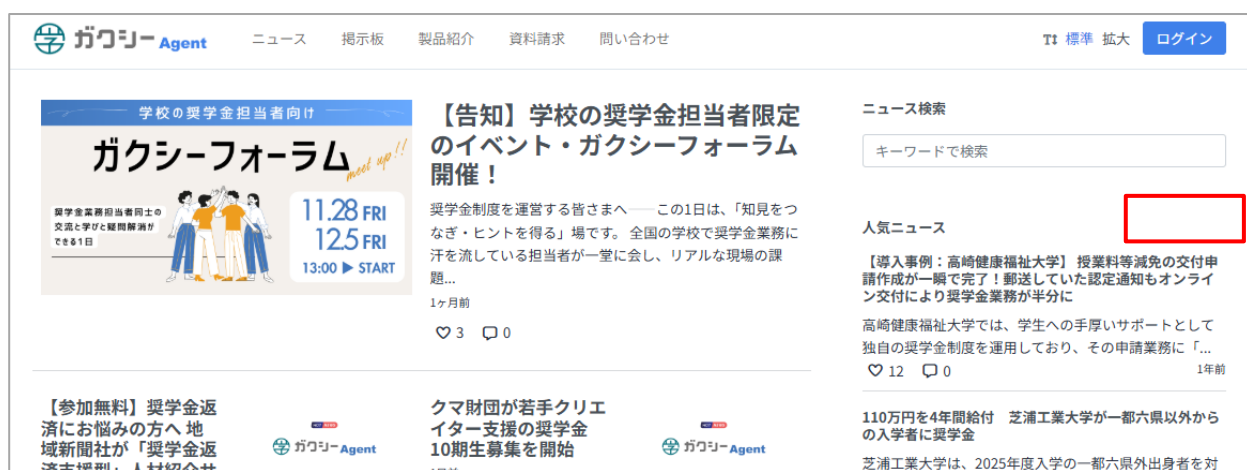 ガクシー Agent
ニュース 掲示板 製品紹介 資料請求 問い合わせ
標準 拡大 ログイン
学校の奨学金担当者向け
ガクシーフォーラム
meet up!!
奨学金業務担当者同士の
交流と学びと疑問解消が
できる1日
11.28 FRI
12.5 FRI
13:00 ▶ START
【告知】学校の奨学金担当者限定
のイベント・ガクシーフォーラム
開催！
奨学金制度を運営する皆さまへ——この1日は、「知見をつ
なぎ・ヒントを得る」場です。 全国の学校で奨学金業務に
汗を流している担当者が一堂に会し、リアルな現場の課
題...
1ヶ月前
3 0
ニュース検索
キーワードで検索
人気ニュース
【導入事例：高崎健康福祉大学】 授業料等減免の交付申
請作成が一瞬で完了！郵送していた認定通知もオンライ
ン交付により奨学金業務が半分に
高崎健康福祉大学では、学生への手厚いサポートとして
独自の奨学金制度を運用しており、その申請業務に「...
12 0 1年前
110万円を4年間給付　芝浦工業大学が一都六県以外から
の入学者に奨学金
芝浦工業大学は、2025年度入学の一都六県外出身者を対
【参加無料】奨学金返
済にお悩みの方へ 地
域新聞社が「奨学金返
済支援型」人材紹介サ
ガクシー Agent
クマ財団が若手クリエ
イター支援の奨学金
10期生募集を開始
ガクシー Agent